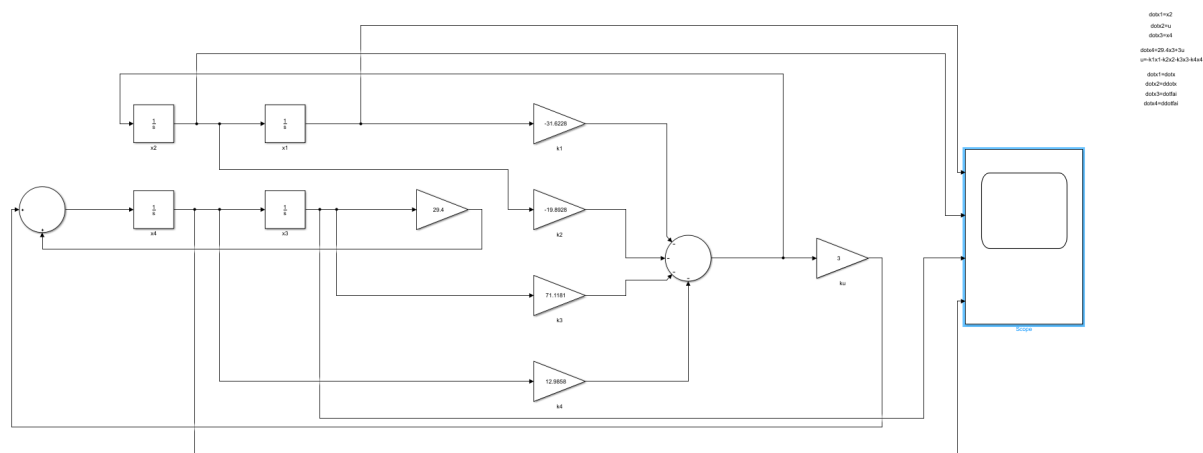 dotx1=x2
dotx2=u
dotx3=x4
dotx4=29.4x3+3u
u=-k1x1-k2x2-k3x3-k4x4
dotx1=dotx
dotx2=ddotx
dotx3=dotfai
dotx4=ddotfai
1
s
x2
1
s
x1
-31.6228
k1
1
s
x4
1
s
x3
29.4
-19.8928
k2
3
ku
71.1181
k3
Scope
12.9858
k4